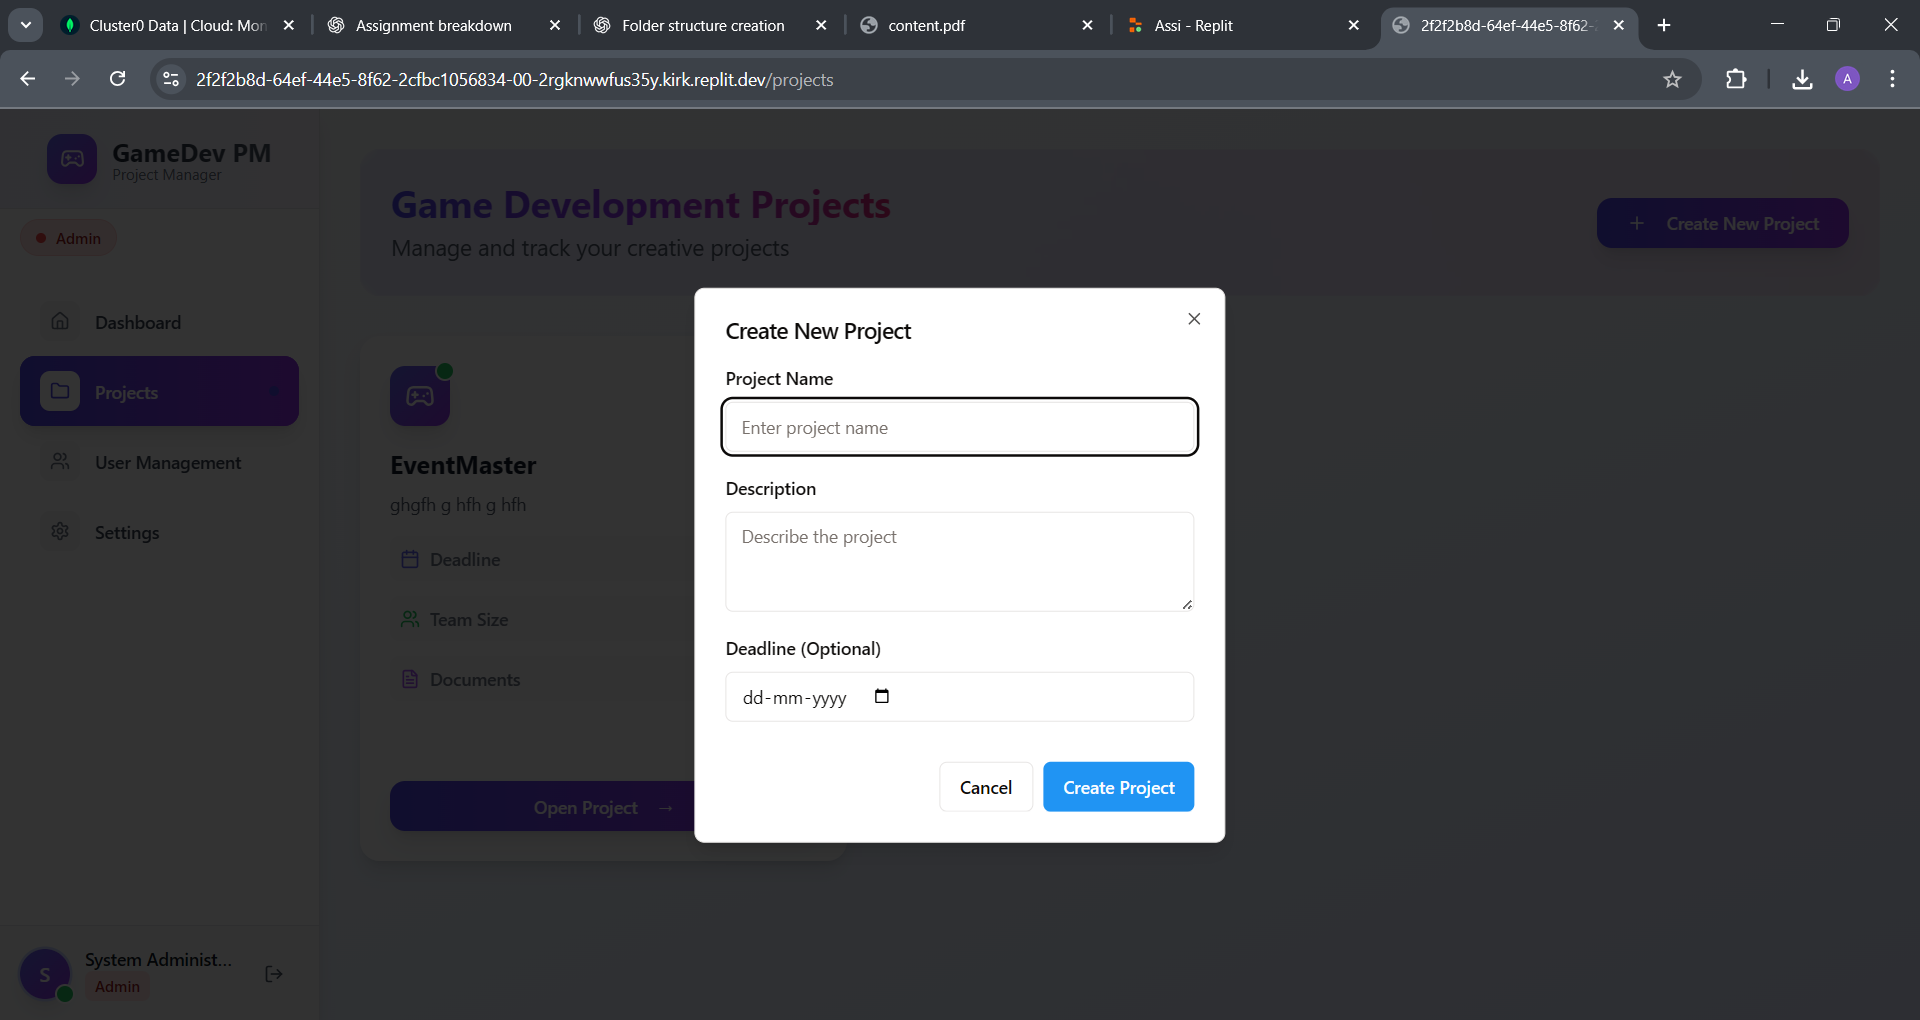 Cluster0 Data | Cloud: Mon
Assignment breakdown
Folder structure creation
content.pdf
Assi - Replit
2f2f2b8d-64ef-44e5-8f62-
2f2f2b8d-64ef-44e5-8f62-2cfbc1056834-00-2rgknwwfus35y.kirk.replit.dev/projects
A
GameDev PM
Project Manager
Admin
Dashboard
Projects
User Management
Settings
System Administ...
S
Admin
Game Development Projects
Manage and track your creative projects
Create New Project
EventMaster
ghgfh g hfh g hfh
Deadline
Team Size
Documents
Open Project →
Create New Project
Project Name
Enter project name
Description
Describe the project
Deadline (Optional)
dd-mm-yyyy
Cancel
Create Project